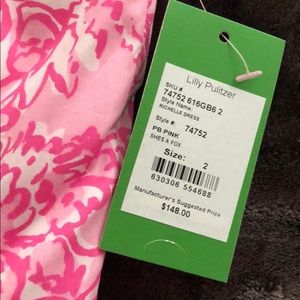 Lilly Pulitzer
SKU #
74752 616GB6 2
Style Name:
RICHELLE DRESS
Style #: 74752
PB PINK
SHES A FOX
Size: 2
630306 554688
Manufacturer's Suggested Price
$148.00